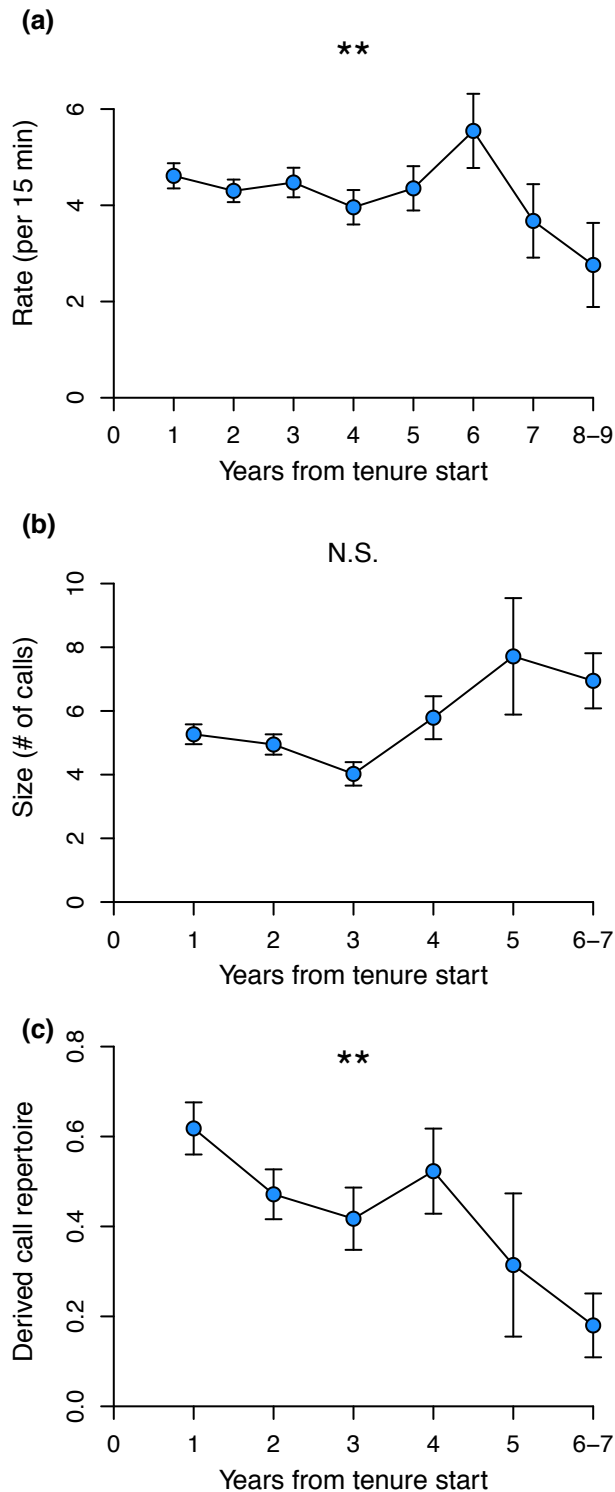 (a)
**
Rate (per 15 min)
6
4
2
0
0 1 2 3 4 5 6 7 8–9
Years from tenure start
(b)
N.S.
Size (# of calls)
10
8
6
4
2
0
0 1 2 3 4 5 6–7
Years from tenure start
(c)
**
Derived call repertoire
0.8
0.6
0.4
0.2
0.0
0 1 2 3 4 5 6–7
Years from tenure start